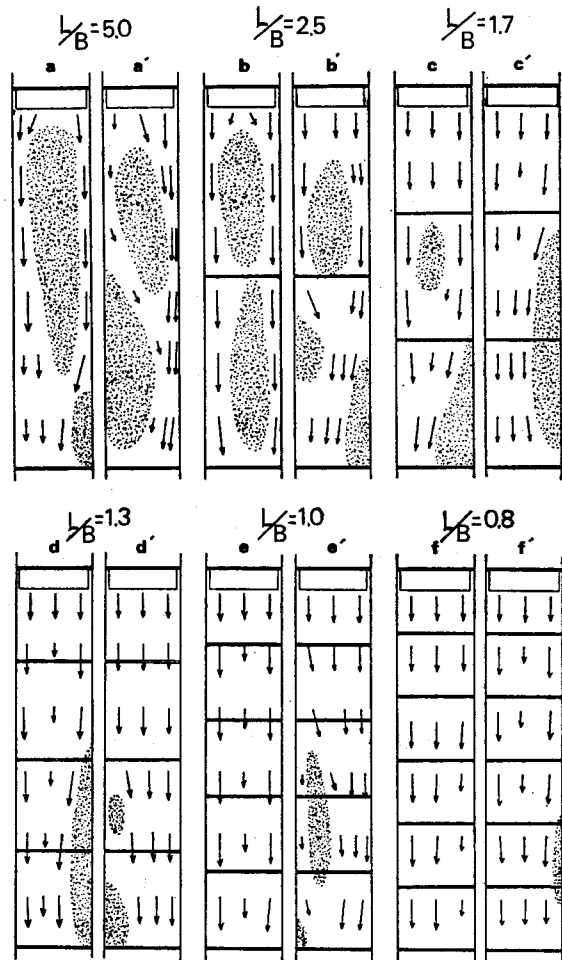 L/B=5.0 L/B=2.5 L/B=1.7
a a´ b b´ c c´
L/B=1.3 L/B=1.0 L/B=0.8
d d´ e e´ f f´